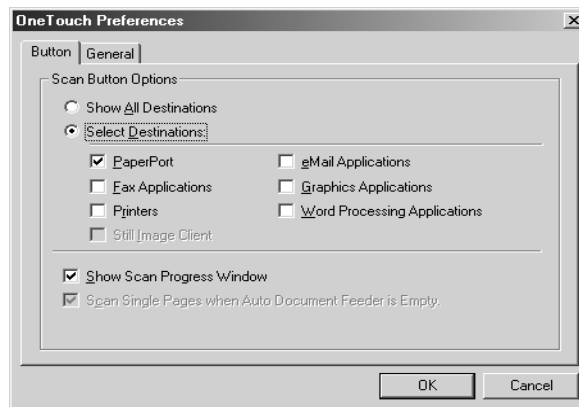 OneTouch Preferences
Button General
Scan Button Options
Show All Destinations
Select Destinations:
PaperPort eMail Applications
Fax Applications Graphics Applications
Printers Word Processing Applications
Still Image Client
Show Scan Progress Window
Scan Single Pages when Auto Document Feeder is Empty.
OK Cancel